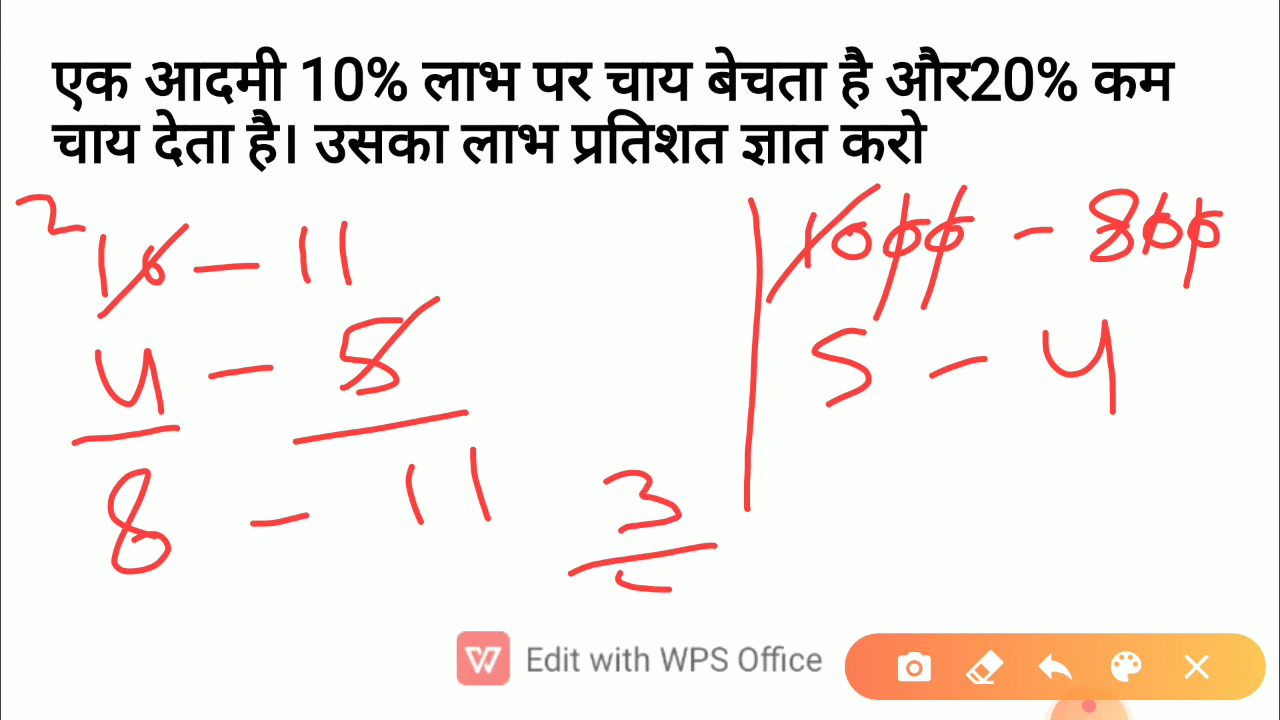 एक आदमी 10% लाभ पर चाय बेचता है और20% कम
चाय देता है। उसका लाभ प्रतिशत ज्ञात करो
2
10 — 11
4 — 5
8 — 11
3
1000 - 800
5 - 4
Edit with WPS Office